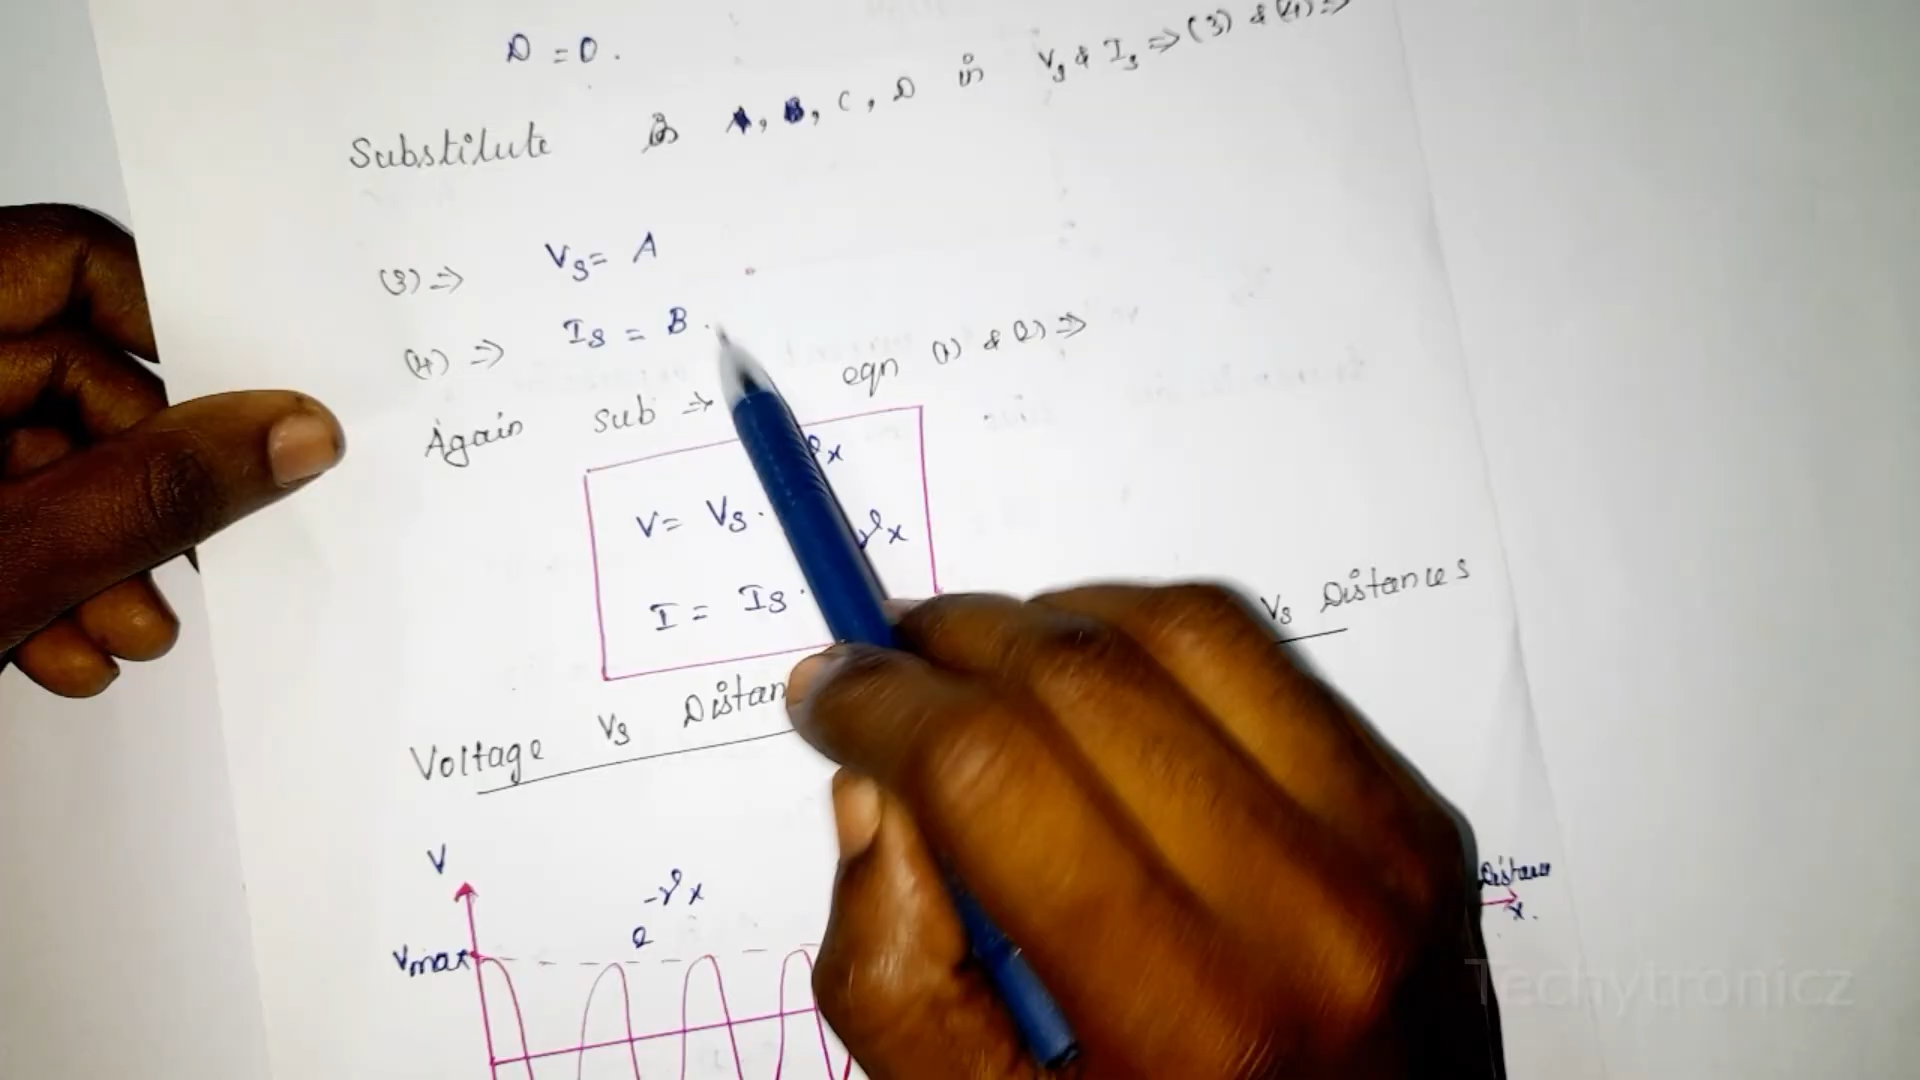 D = 0.
Substitute A, B, C, D in Vs & Is ⇒ (3) & (4) ⇒
(3) ⇒ Vs = A
(4) ⇒ Is = B.
Again sub ⇒ eqn (1) & (2) ⇒
V = Vs. x
I = Is. γx
Voltage Vs Distan Vs Distances
V
e -γx
Vmax
Distance
x.
Techytronicz